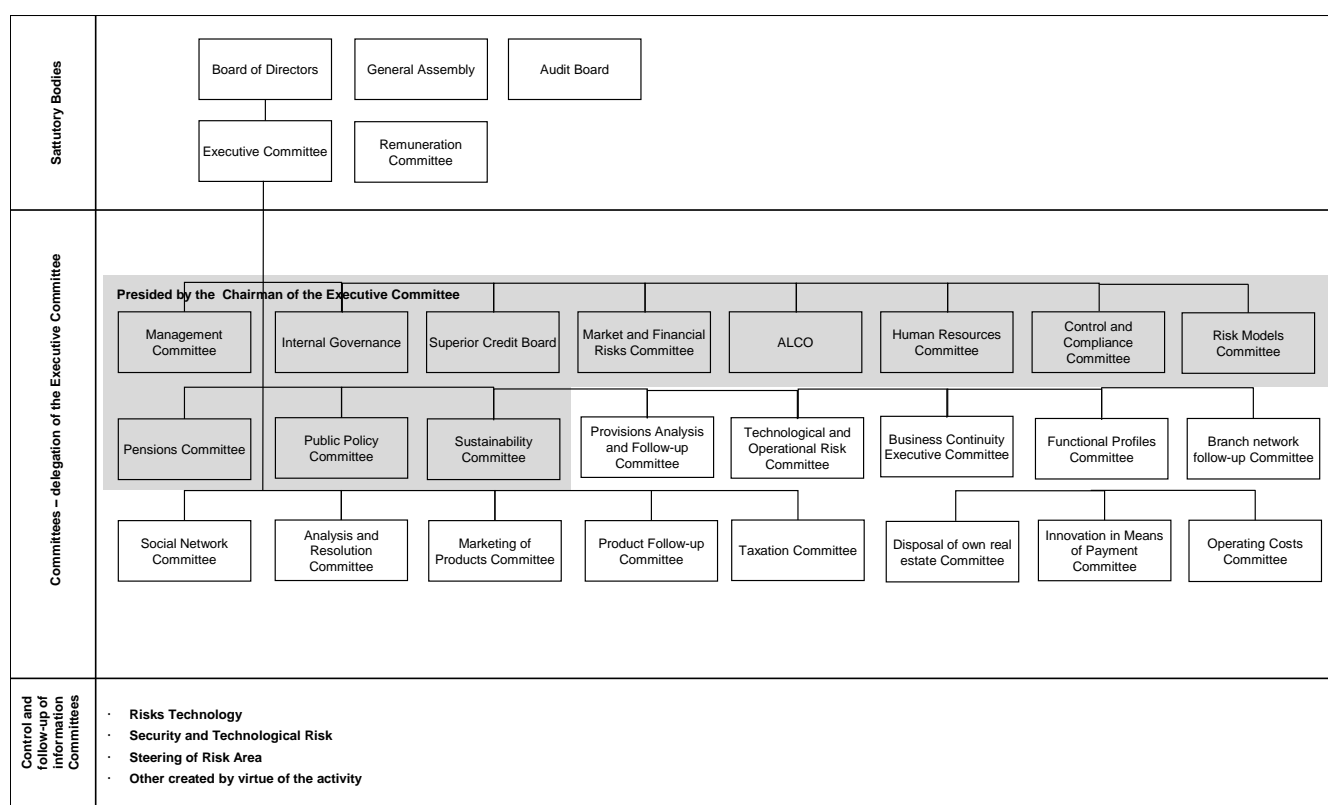 Sattutory Bodies
Board of Directors
General Assembly
Audit Board
Executive Committee
Remuneration
Committee
Committees – delegation of the Executive Committee
Presided by the Chairman of the Executive Committee
Management
Committee
Internal Governance
Superior Credit Board
Market and Financial
Risks Committee
ALCO
Human Resources
Committee
Control and
Compliance
Committee
Risk Models
Committee
Pensions Committee
Public Policy
Committee
Sustainability
Committee
Provisions Analysis
and Follow-up
Committee
Technological and
Operational Risk
Committee
Business Continuity
Executive Committee
Functional Profiles
Committee
Branch network
follow-up Committee
Social Network
Committee
Analysis and
Resolution
Committee
Marketing of
Products Committee
Product Follow-up
Committee
Taxation Committee
Disposal of own real
estate Committee
Innovation in Means
of Payment
Committee
Operating Costs
Committee
Control and
follow-up of
information
Committees
· Risks Technology
· Security and Technological Risk
· Steering of Risk Area
· Other created by virtue of the activity